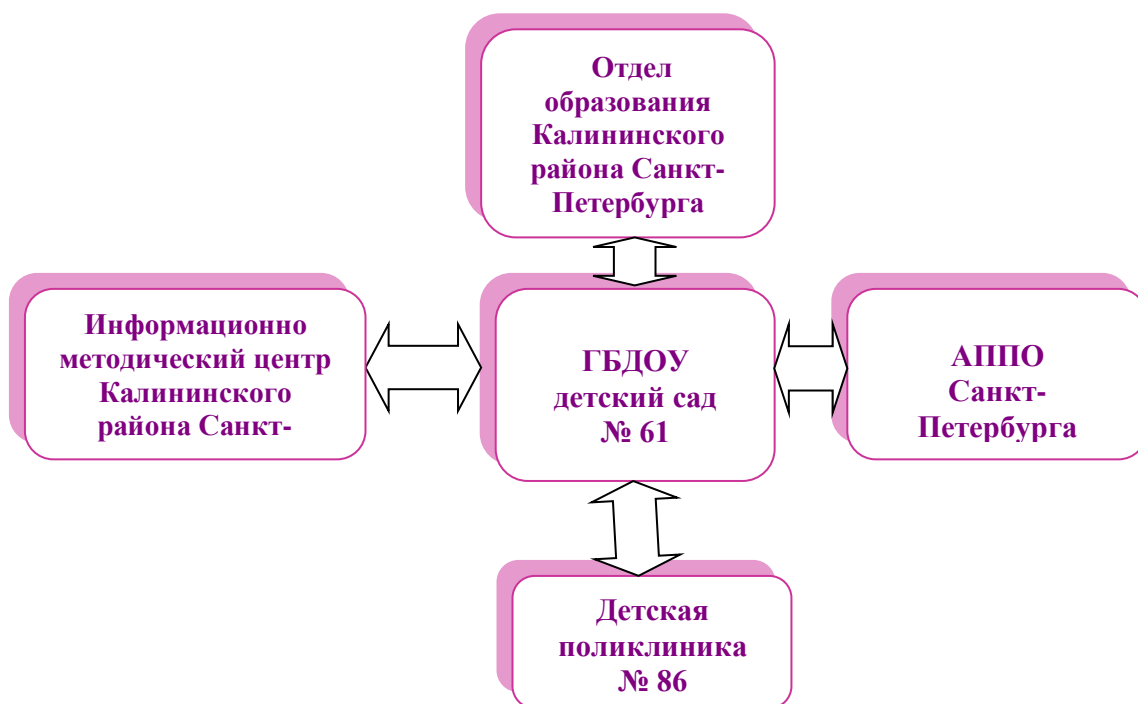 Отдел
образования
Калининского
района Санкт-
Петербурга
Информационно
методический центр
Калининского
района Санкт-
ГБДОУ
детский сад
№ 61
АППО
Санкт-
Петербурга
Детская
поликлиника
№ 86